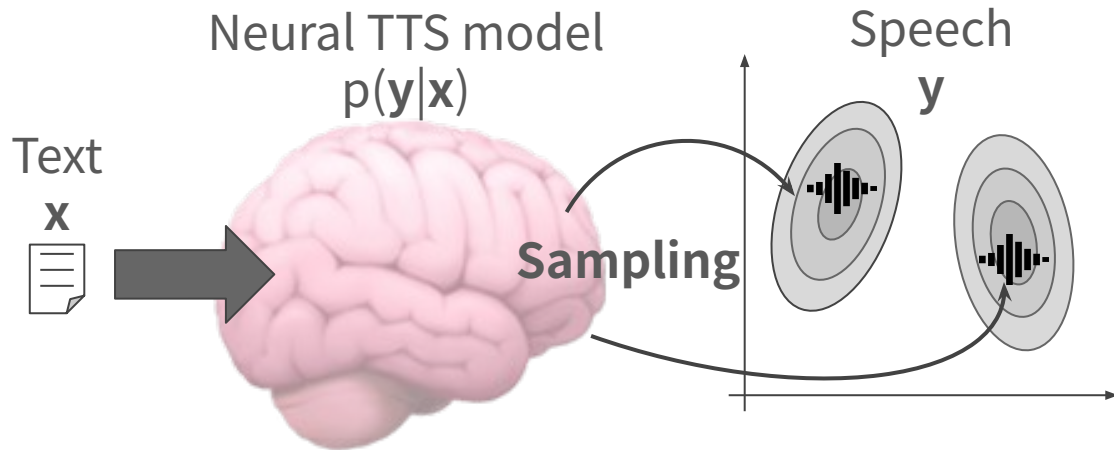 Neural TTS model
p(y|x)
Speech
y
Text
x
Sampling